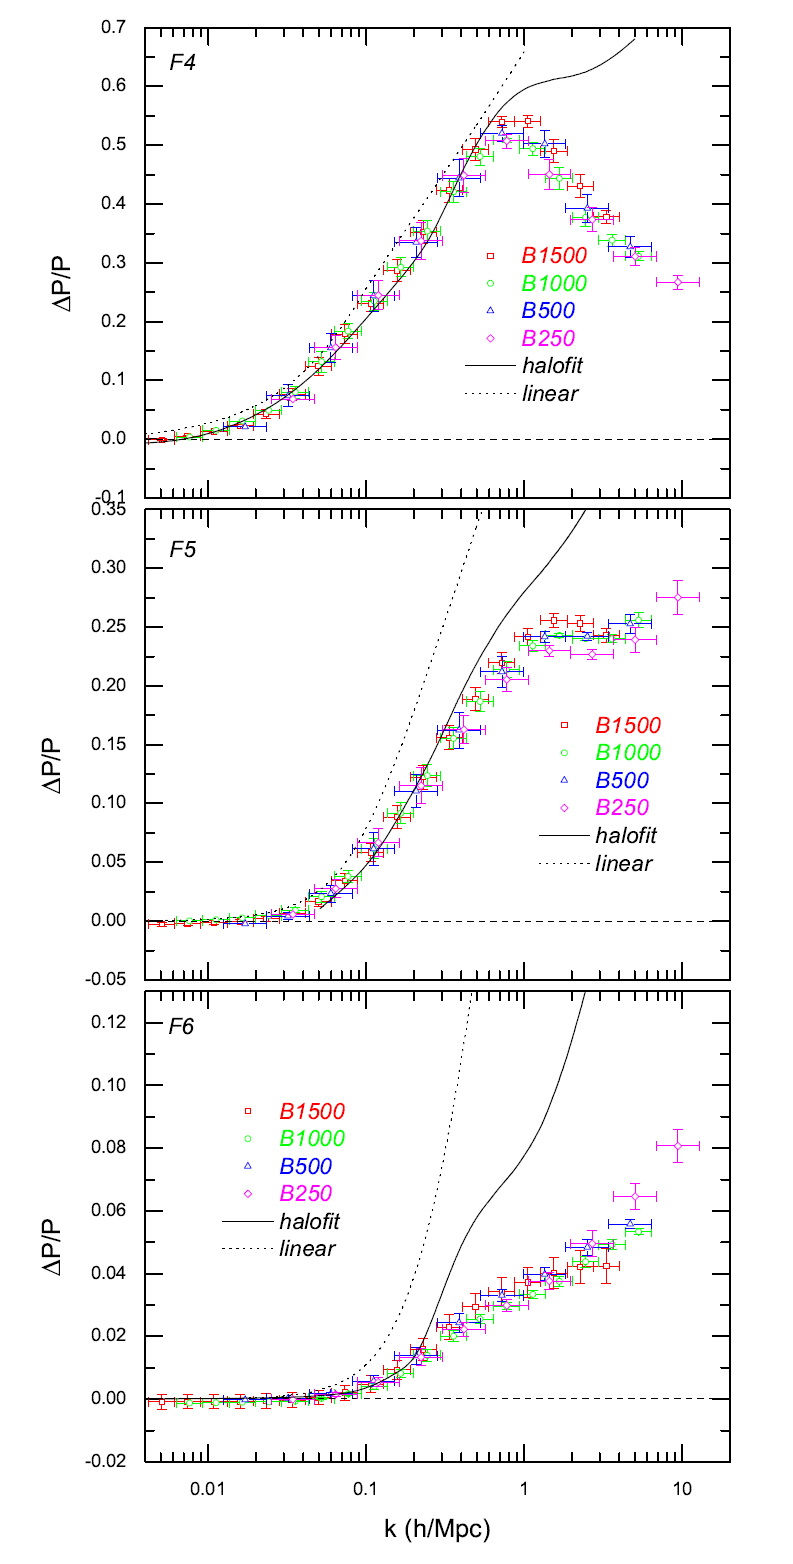 0.7
F4
0.6
0.5
0.4
0.3
0.2
0.1
0.0
-0.1
ΔP/P
B1500
B1000
B500
B250
halofit
linear
0.35
F5
0.30
0.25
0.20
0.15
0.10
0.05
0.00
-0.05
ΔP/P
B1500
B1000
B500
B250
halofit
linear
F6
0.12
0.10
0.08
0.06
0.04
0.02
0.00
-0.02
ΔP/P
B1500
B1000
B500
B250
halofit
linear
0.01 0.1 1 10
k (h/Mpc)